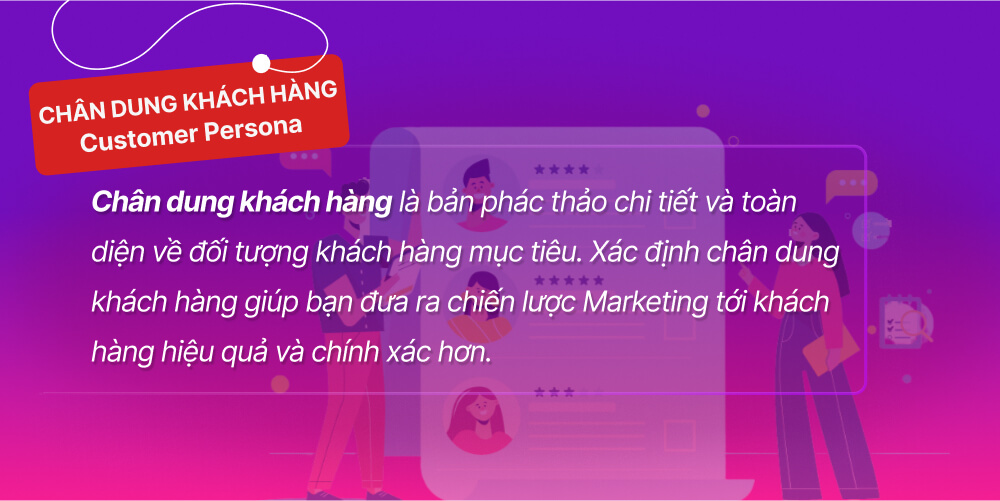 CHÂN DUNG KHÁCH HÀNG
Customer Persona
Chân dung khách hàng là bản phác thảo chi tiết và toàn
diện về đối tượng khách hàng mục tiêu. Xác định chân dung
khách hàng giúp bạn đưa ra chiến lược Marketing tới khách
hàng hiệu quả và chính xác hơn.